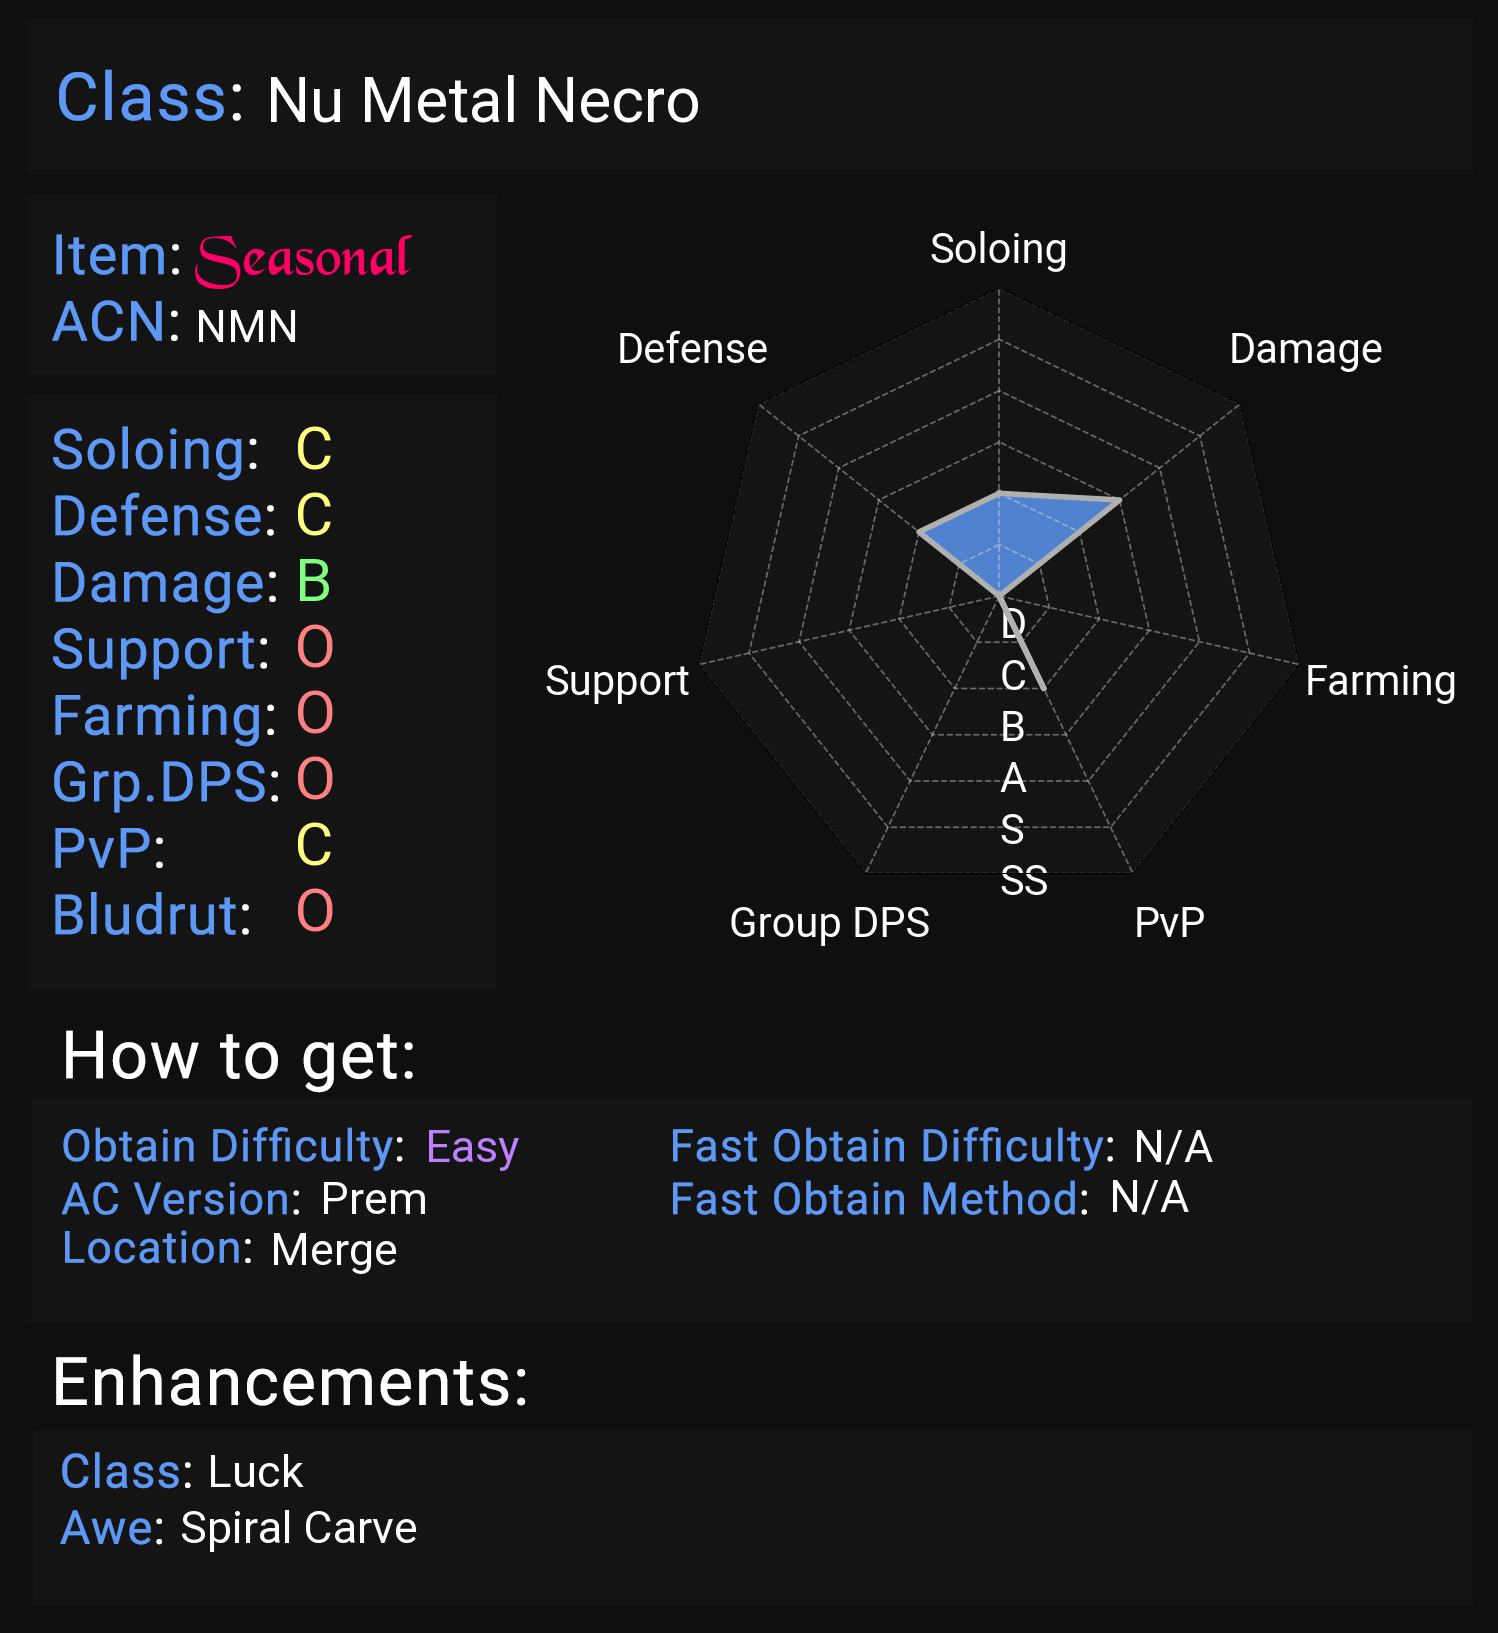 Class: Nu Metal Necro
Item: Seasonal
ACN: NMN
Soloing: C
Defense: C
Damage: B
Support: O
Farming: O
Grp.DPS: O
PvP: C
Bludrut: O
Soloing
Defense
Damage
Support
Farming
Group DPS
PvP
D
C
B
A
S
SS
How to get:
Obtain Difficulty: Easy
AC Version: Prem
Location: Merge
Fast Obtain Difficulty: N/A
Fast Obtain Method: N/A
Enhancements:
Class: Luck
Awe: Spiral Carve